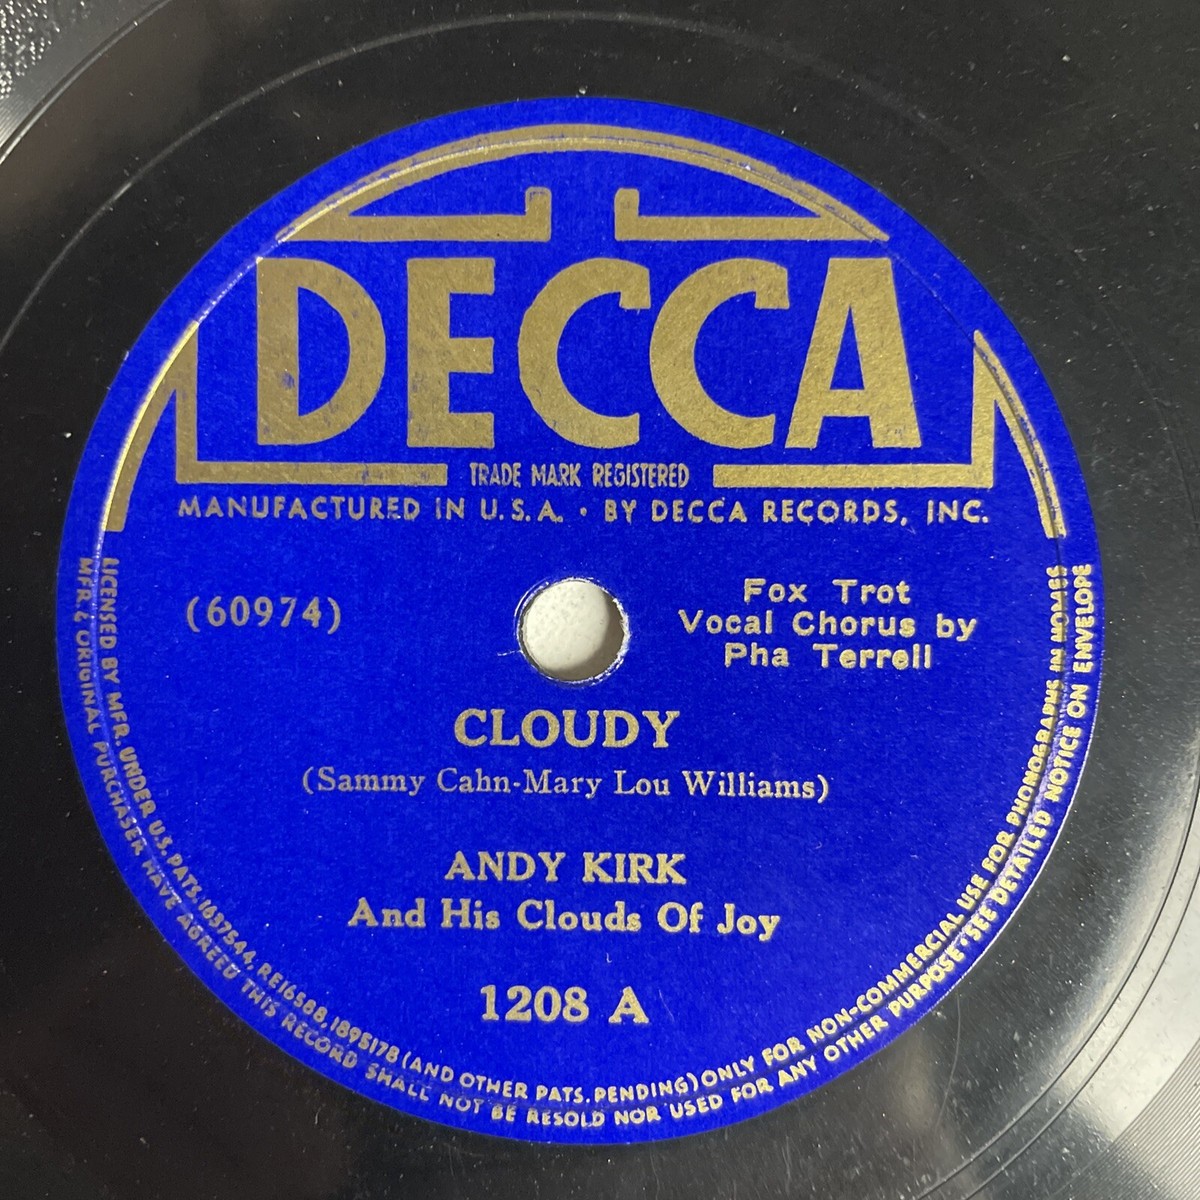 DECCA
TRADE MARK REGISTERED
MANUFACTURED IN U.S.A. · BY DECCA RECORDS, INC.
(60974)
Fox Trot
Vocal Chorus by
Pha Terrell
CLOUDY
(Sammy Cahn-Mary Lou Williams)
ANDY KIRK
And His Clouds Of Joy
1208 A
LICENSED BY MFR. UNDER U.S. PATS. 1637544, RE16588, 1895178 (AND OTHER PATS. PENDING) ONLY FOR NON-COMMERCIAL USE FOR PHONOGRAPHS IN HOMES
MFR. & ORIGINAL PURCHASER HAVE AGREED THIS RECORD SHALL NOT BE RESOLD NOR USED FOR ANY OTHER PURPOSE·SEE DETAILED NOTICE ON ENVELOPE